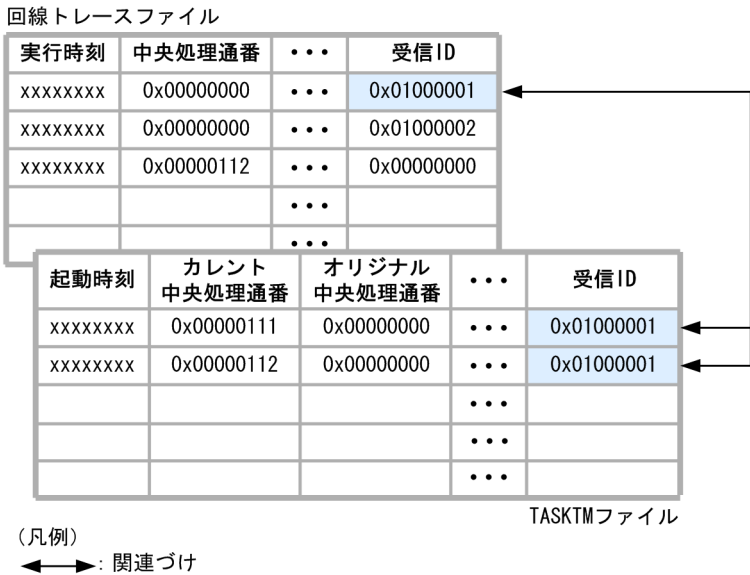 回線トレースファイル
実行時刻 中央処理通番 ・・・ 受信ID
xxxxxxxx 0x00000000 ・・・ 0x01000001
xxxxxxxx 0x00000000 ・・・ 0x01000002
xxxxxxxx 0x00000112 ・・・ 0x00000000
・・・
・・・
起動時刻 カレント中央処理通番 オリジナル中央処理通番 ・・・ 受信ID
xxxxxxxx 0x00000111 0x00000000 ・・・ 0x01000001
xxxxxxxx 0x00000112 0x00000000 ・・・ 0x01000001
・・・
・・・
・・・
TASKTMファイル
(凡例)
: 関連づけ